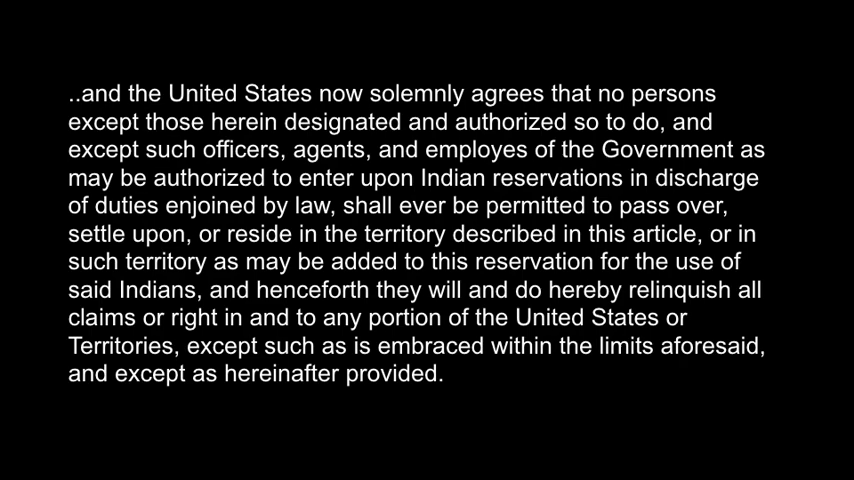 ..and the United States now solemnly agrees that no persons
except those herein designated and authorized so to do, and
except such officers, agents, and employes of the Government as
may be authorized to enter upon Indian reservations in discharge
of duties enjoined by law, shall ever be permitted to pass over,
settle upon, or reside in the territory described in this article, or in
such territory as may be added to this reservation for the use of
said Indians, and henceforth they will and do hereby relinquish all
claims or right in and to any portion of the United States or
Territories, except such as is embraced within the limits aforesaid,
and except as hereinafter provided.